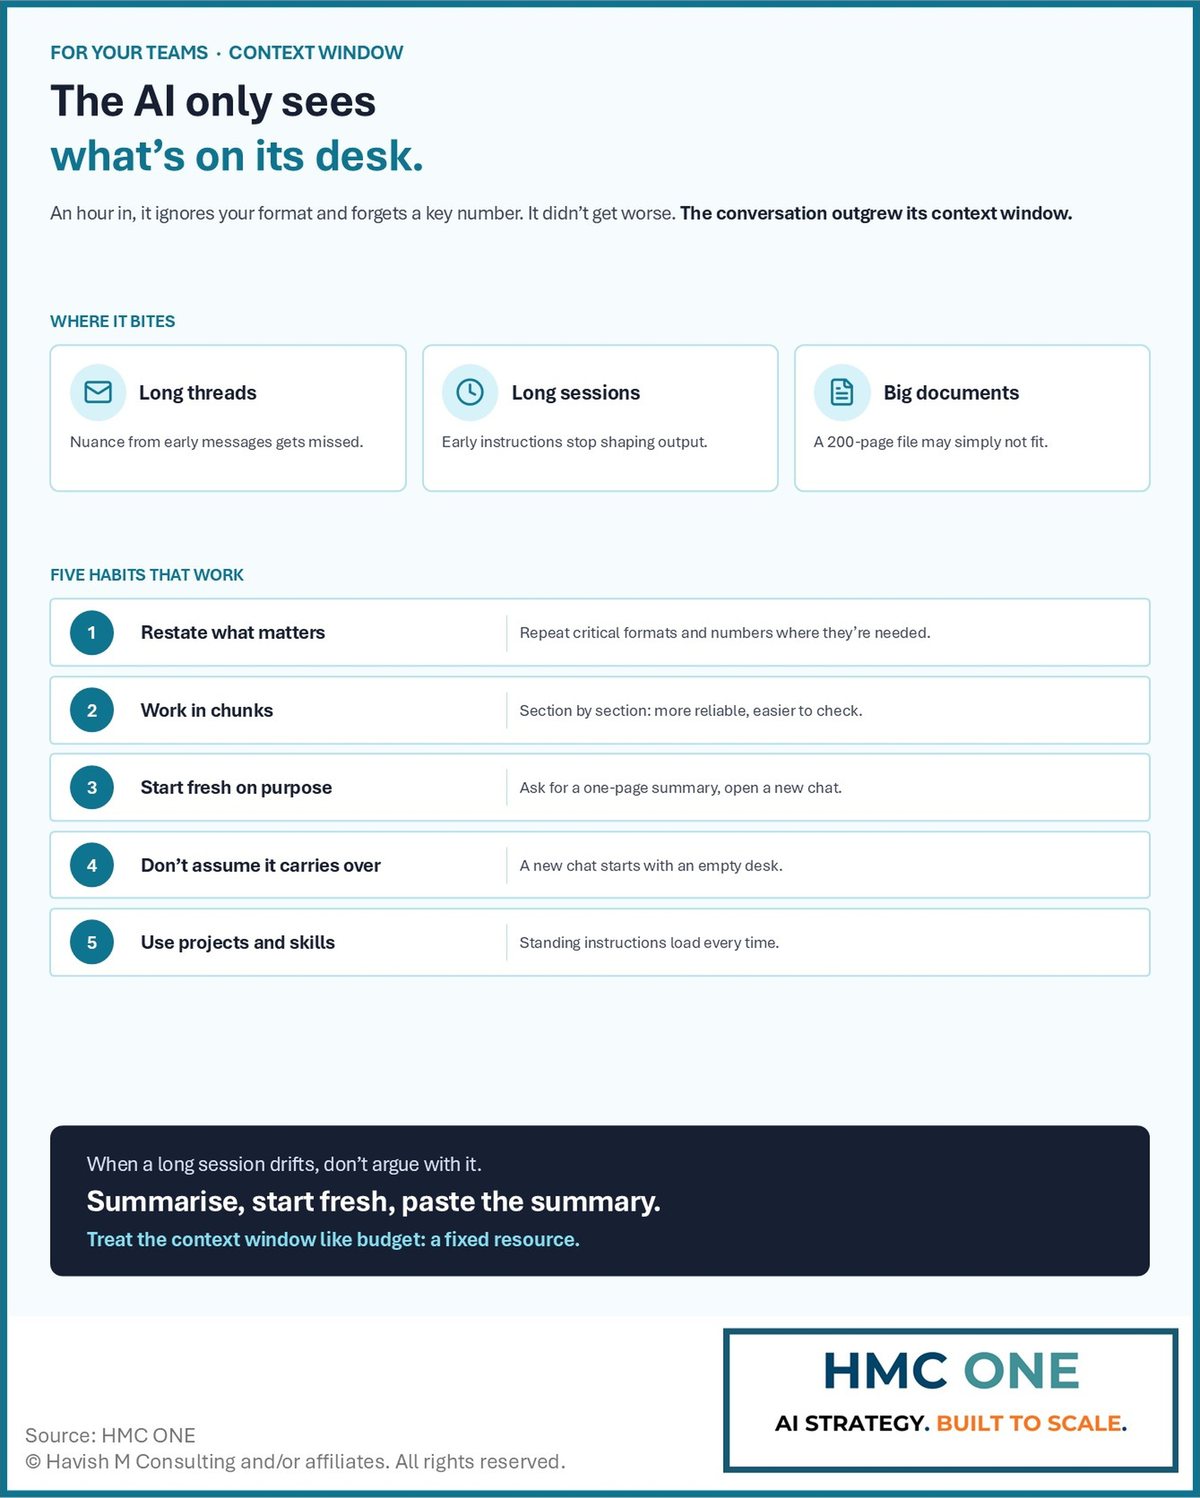 FOR YOUR TEAMS · CONTEXT WINDOW
The AI only sees
what’s on its desk.
An hour in, it ignores your format and forgets a key number. It didn’t get worse. The conversation outgrew its context window.
WHERE IT BITES
Long threads
Nuance from early messages gets missed.
Long sessions
Early instructions stop shaping output.
Big documents
A 200-page file may simply not fit.
FIVE HABITS THAT WORK
1 Restate what matters Repeat critical formats and numbers where they’re needed.
2 Work in chunks Section by section: more reliable, easier to check.
3 Start fresh on purpose Ask for a one-page summary, open a new chat.
4 Don’t assume it carries over A new chat starts with an empty desk.
5 Use projects and skills Standing instructions load every time.
When a long session drifts, don’t argue with it.
Summarise, start fresh, paste the summary.
Treat the context window like budget: a fixed resource.
HMC ONE
AI STRATEGY. BUILT TO SCALE.
Source: HMC ONE
© Havish M Consulting and/or affiliates. All rights reserved.